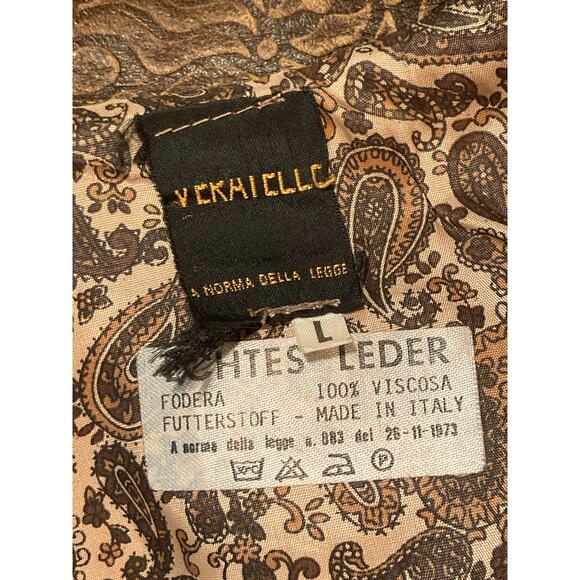 VERAPELLE
A NORMA DELLA LEGGE
L
ECHTES LEDER
FODERA 100% VISCOSA
FUTTERSTOFF - MADE IN ITALY
A norma della legge n. 883 del 26-11-1973
P